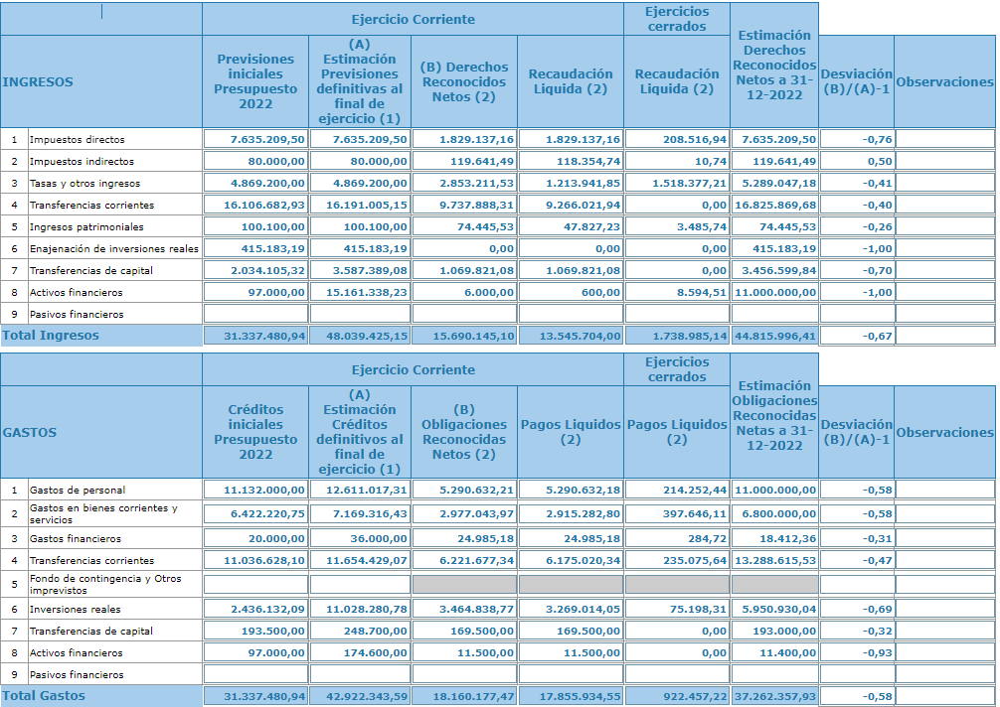 Ejercicio Corriente
Ejercicios
cerrados
Estimación
Derechos
Reconocidos
Netos a 31-
12-2022
INGRESOS
Previsiones
iniciales
Presupuesto
2022
(A)
Estimación
Previsiones
definitivas al
final de
ejercicio (1)
(B) Derechos
Reconocidos
Netos (2)
Recaudación
Liquida (2)
Recaudación
Liquida (2)
Desviación
(B)/(A)-1
Observaciones
1 Impuestos directos 7.635.209,50 7.635.209,50 1.829.137,16 1.829.137,16 208.516,94 7.635.209,50 -0,76
2 Impuestos indirectos 80.000,00 80.000,00 119.641,49 118.354,74 10,74 119.641,49 0,50
3 Tasas y otros ingresos 4.869.200,00 4.869.200,00 2.853.211,53 1.213.941,85 1.518.377,21 5.289.047,18 -0,41
4 Transferencias corrientes 16.106.682,93 16.191.005,15 9.737.888,31 9.266.021,94 0,00 16.825.869,68 -0,40
5 Ingresos patrimoniales 100.100,00 100.100,00 74.445,53 47.827,23 3.485,74 74.445,53 -0,26
6 Enajenación de inversiones reales 415.183,19 415.183,19 0,00 0,00 0,00 415.183,19 -1,00
7 Transferencias de capital 2.034.105,32 3.587.389,08 1.069.821,08 1.069.821,08 0,00 3.456.599,84 -0,70
8 Activos financieros 97.000,00 15.161.338,23 6.000,00 600,00 8.594,51 11.000.000,00 -1,00
9 Pasivos financieros
Total Ingresos 31.337.480,94 48.039.425,15 15.690.145,10 13.545.704,00 1.738.985,14 44.815.996,41 -0,67
Ejercicio Corriente
Ejercicios
cerrados
Estimación
Obligaciones
Reconocidas
Netas a 31-
12-2022
GASTOS
Créditos
iniciales
Presupuesto
2022
(A)
Estimación
Créditos
definitivos al
final de
ejercicio (1)
(B)
Obligaciones
Reconocidas
Netos (2)
Pagos Liquidos
(2)
Pagos Liquidos
(2)
Desviación
(B)/(A)-1
Observaciones
1 Gastos de personal 11.132.000,00 12.611.017,31 5.290.632,21 5.290.632,18 214.252,44 11.000.000,00 -0,58
2 Gastos en bienes corrientes y
servicios 6.422.220,75 7.169.316,43 2.977.043,97 2.915.282,80 397.646,11 6.800.000,00 -0,58
3 Gastos financieros 20.000,00 36.000,00 24.985,18 24.985,18 284,72 18.412,36 -0,31
4 Transferencias corrientes 11.036.628,10 11.654.429,07 6.221.677,34 6.175.020,34 235.075,64 13.288.615,53 -0,47
5 Fondo de contingencia y Otros
imprevistos
6 Inversiones reales 2.436.132,09 11.028.280,78 3.464.838,77 3.269.014,05 75.198,31 5.950.930,04 -0,69
7 Transferencias de capital 193.500,00 248.700,00 169.500,00 169.500,00 0,00 193.000,00 -0,32
8 Activos financieros 97.000,00 174.600,00 11.500,00 11.500,00 0,00 11.400,00 -0,93
9 Pasivos financieros
Total Gastos 31.337.480,94 42.922.343,59 18.160.177,47 17.855.934,55 922.457,22 37.262.357,93 -0,58